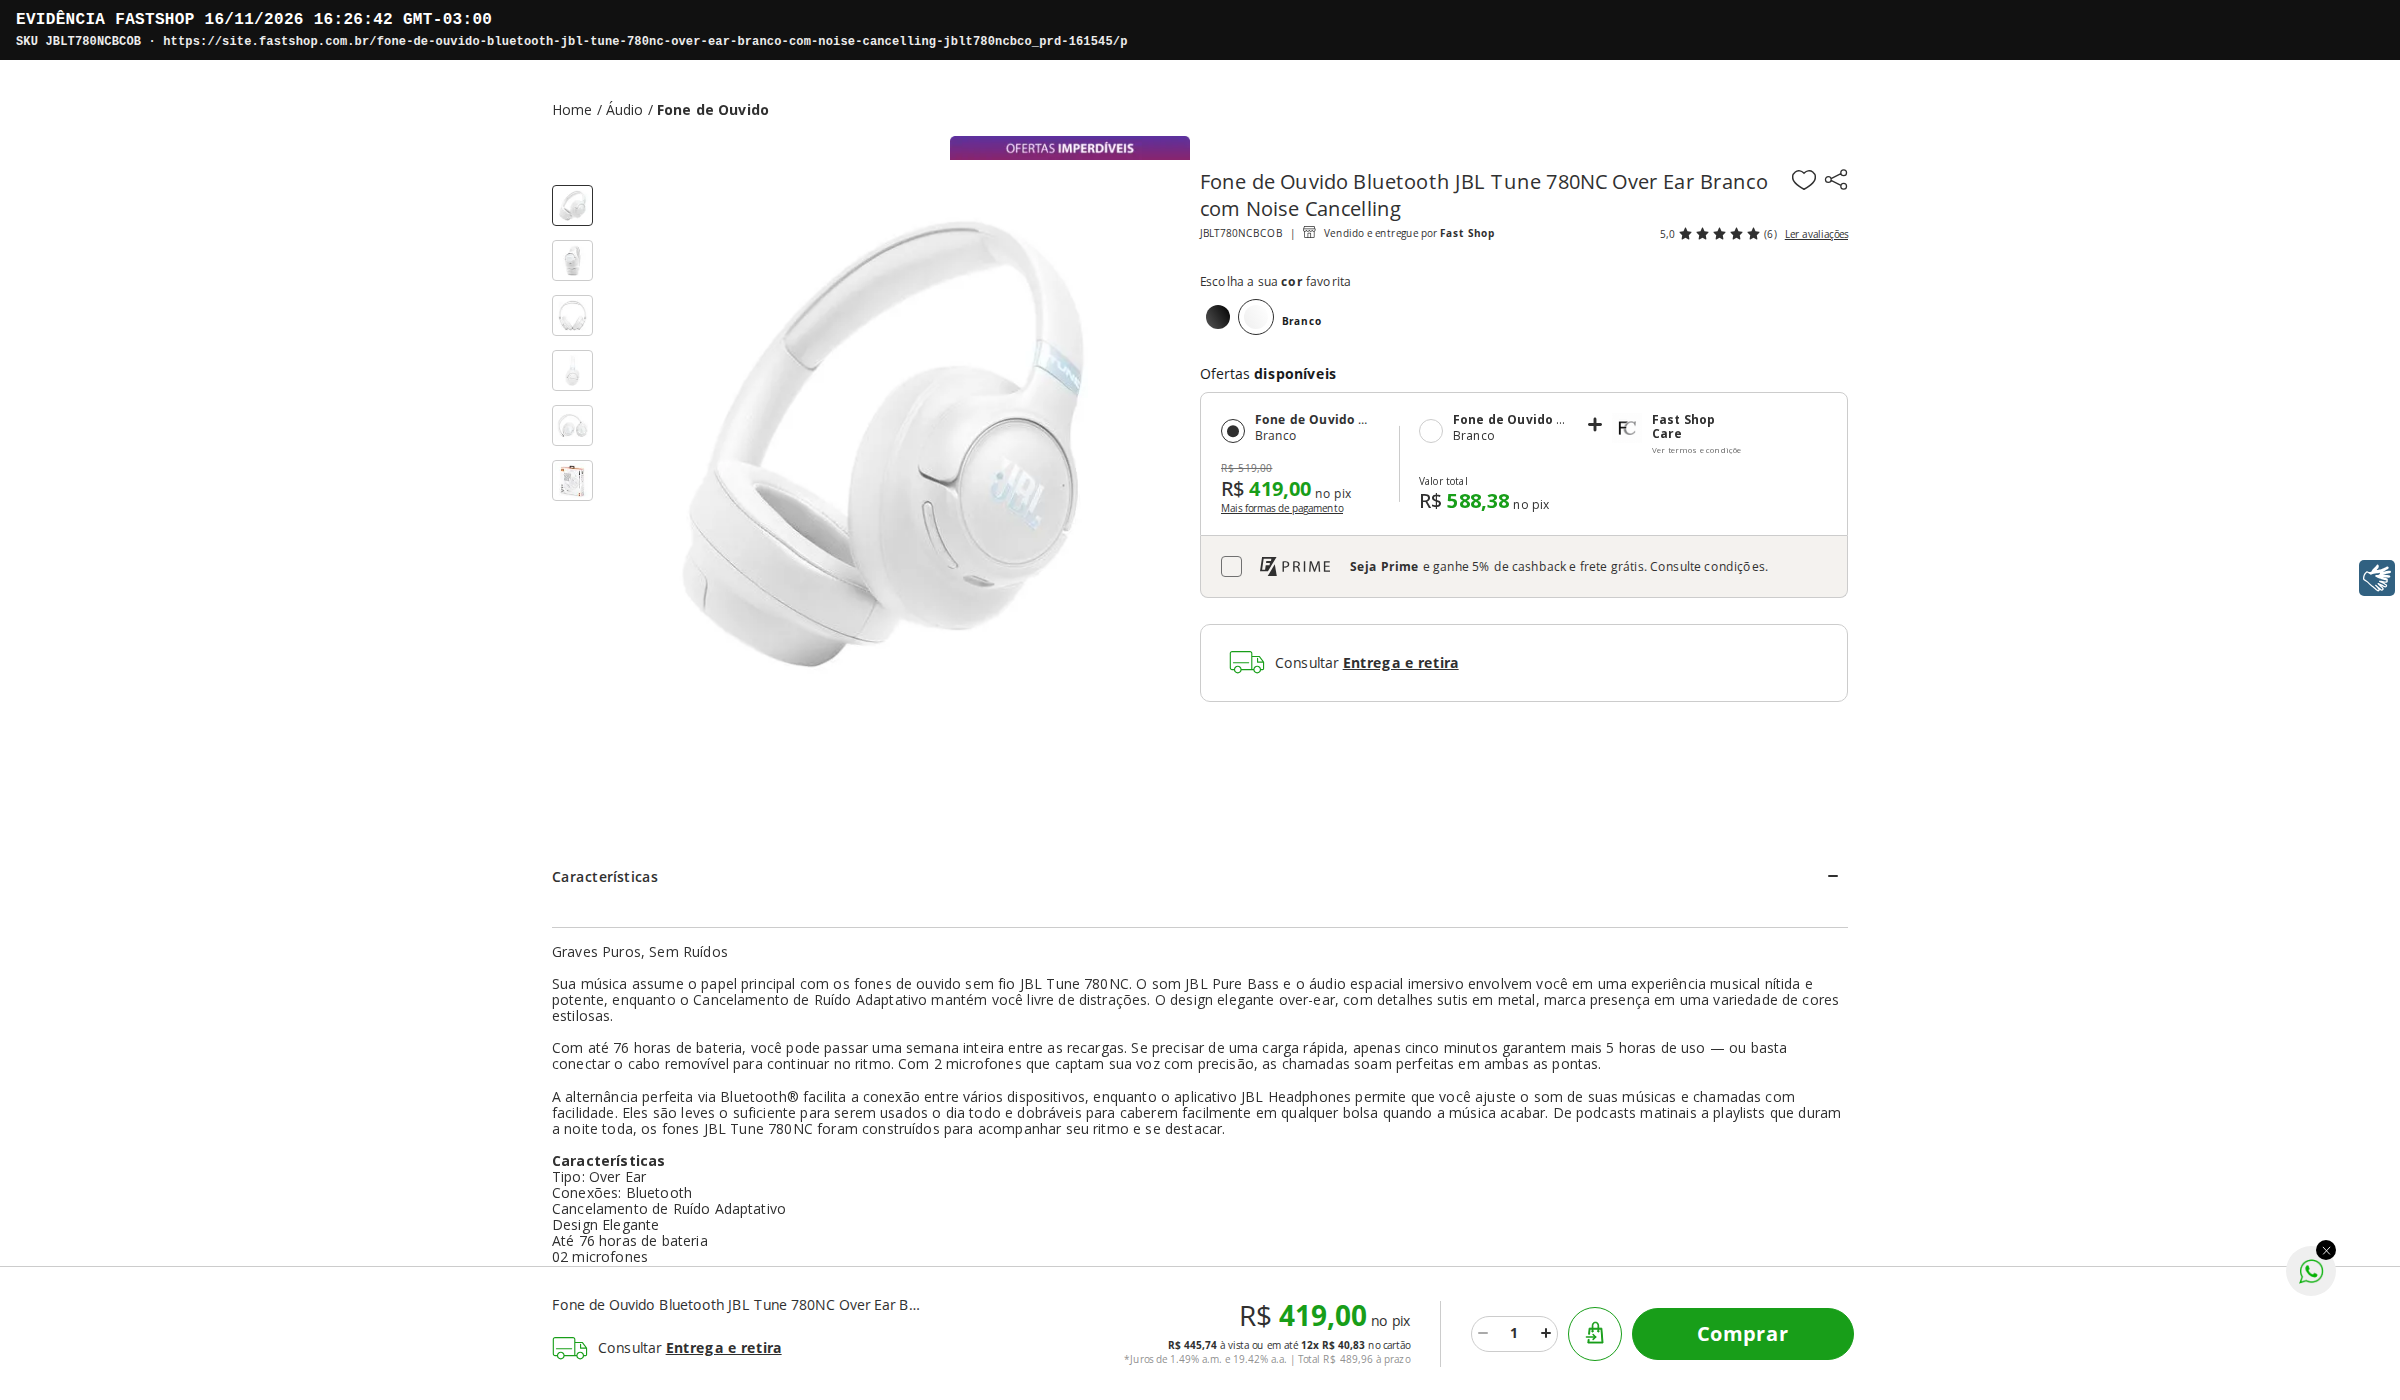 EVIDÊNCIA FASTSHOP 16/11/2026 16:26:42 GMT-03:00
SKU JBLT780NCBCOB · https://site.fastshop.com.br/fone-de-ouvido-bluetooth-jbl-tune-780nc-over-ear-branco-com-noise-cancelling-jblt780ncbco_prd-161545/p
Home / Áudio / Fone de Ouvido
OFERTAS IMPERDÍVEIS
Fone de Ouvido Bluetooth JBL Tune 780NC Over Ear Branco
com Noise Cancelling
JBLT780NCBCOB | Vendido e entregue por Fast Shop
5,0 (6) Ler avaliações
Escolha a sua cor favorita
Branco
Ofertas disponíveis
Fone de Ouvido ...
Branco
R$ 519,00
R$ 419,00 no pix
Mais formas de pagamento
Fone de Ouvido ...
Branco
+
FC
Fast Shop
Care
Ver termos e condiçõe
Valor total
R$ 588,38 no pix
PRIME
Seja Prime e ganhe 5% de cashback e frete grátis. Consulte condições.
TUNE
JBL
Consultar Entrega e retira
Características
Graves Puros, Sem Ruídos
Sua música assume o papel principal com os fones de ouvido sem fio JBL Tune 780NC. O som JBL Pure Bass e o áudio espacial imersivo envolvem você em uma experiência musical nítida e
potente, enquanto o Cancelamento de Ruído Adaptativo mantém você livre de distrações. O design elegante over-ear, com detalhes sutis em metal, marca presença em uma variedade de cores
estilosas.
Com até 76 horas de bateria, você pode passar uma semana inteira entre as recargas. Se precisar de uma carga rápida, apenas cinco minutos garantem mais 5 horas de uso — ou basta
conectar o cabo removível para continuar no ritmo. Com 2 microfones que captam sua voz com precisão, as chamadas soam perfeitas em ambas as pontas.
A alternância perfeita via Bluetooth® facilita a conexão entre vários dispositivos, enquanto o aplicativo JBL Headphones permite que você ajuste o som de suas músicas e chamadas com
facilidade. Eles são leves o suficiente para serem usados o dia todo e dobráveis para caberem facilmente em qualquer bolsa quando a música acabar. De podcasts matinais a playlists que duram
a noite toda, os fones JBL Tune 780NC foram construídos para acompanhar seu ritmo e se destacar.
Características
Tipo: Over Ear
Conexões: Bluetooth
Cancelamento de Ruído Adaptativo
Design Elegante
Até 76 horas de bateria
02 microfones
Fone de Ouvido Bluetooth JBL Tune 780NC Over Ear B...
Consultar Entrega e retira
R$ 419,00 no pix
R$ 445,74 à vista ou em até 12x R$ 40,83 no cartão
*Juros de 1.49% a.m. e 19.42% a.a. | Total R$ 489,96 à prazo
− 1 +
Comprar